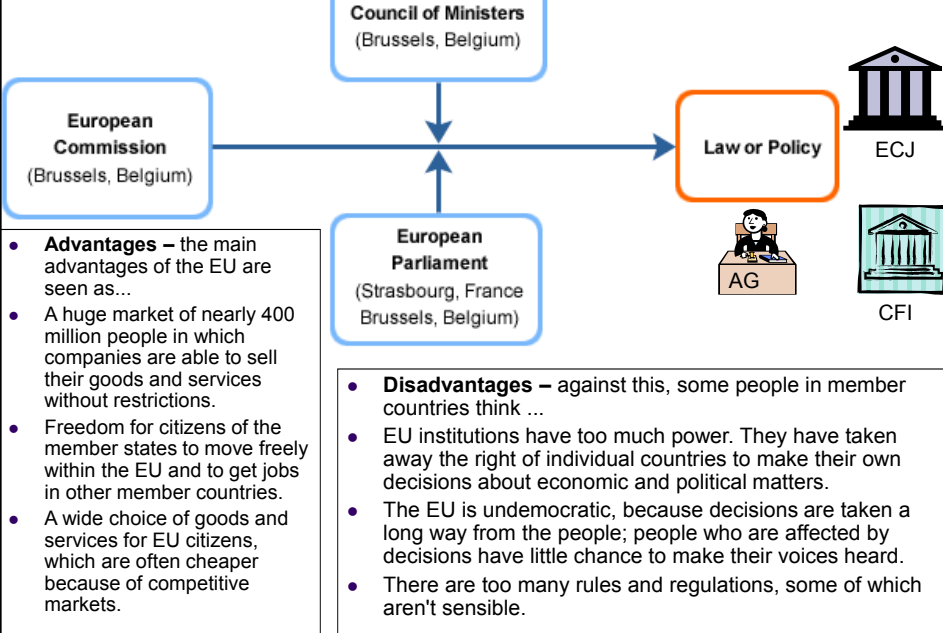 Council of Ministers
(Brussels, Belgium)
European
Commission
(Brussels, Belgium)
Law or Policy
ECJ
European
Parliament
(Strasbourg, France
Brussels, Belgium)
AG
CFI
• Advantages – the main
advantages of the EU are
seen as...
• A huge market of nearly 400
million people in which
companies are able to sell
their goods and services
without restrictions.
• Freedom for citizens of the
member states to move freely
within the EU and to get jobs
in other member countries.
• A wide choice of goods and
services for EU citizens,
which are often cheaper
because of competitive
markets.
• Disadvantages – against this, some people in member
countries think ...
• EU institutions have too much power. They have taken
away the right of individual countries to make their own
decisions about economic and political matters.
• The EU is undemocratic, because decisions are taken a
long way from the people; people who are affected by
decisions have little chance to make their voices heard.
• There are too many rules and regulations, some of which
aren't sensible.